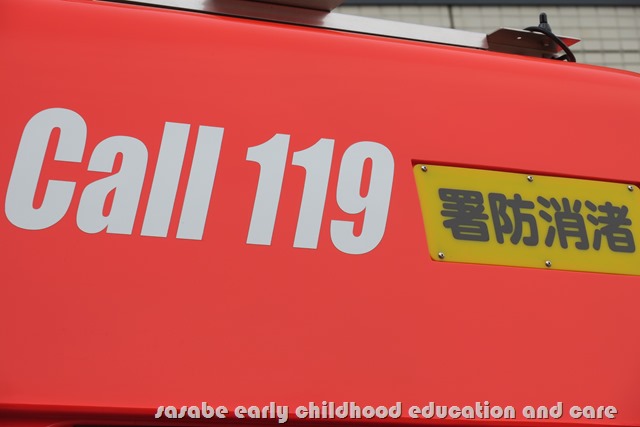 Call 119
署防消渚
sasabe early childhood education and care